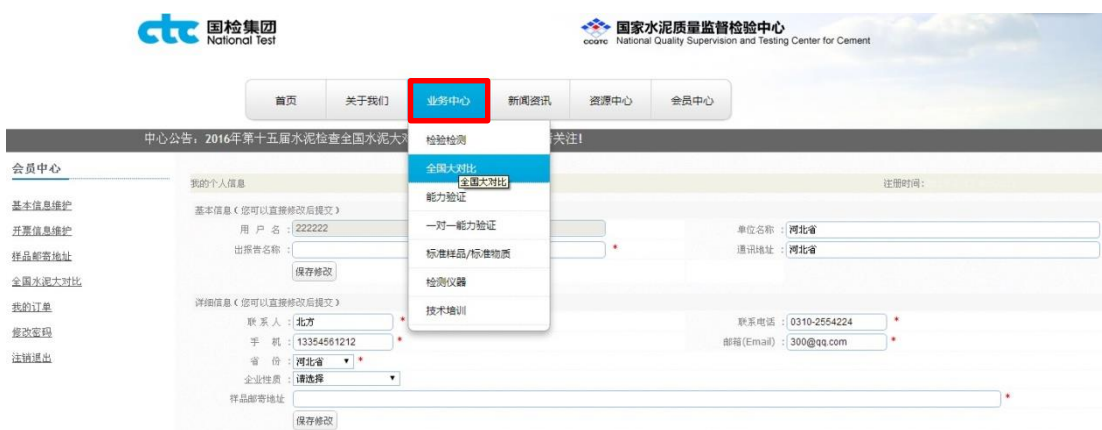 ctc 国检集团
National Test
国家水泥质量监督检验中心
CCQTC National Quality Supervision and Testing Center for Cement
首页 关于我们 业务中心 新闻资讯 资源中心 会员中心
中心公告：2016年第十五届水泥检查全国水泥大 关注!
检验检测
全国大对比
全国大对比
能力验证
一对一能力验证
标准样品/标准物质
检测仪器
技术培训
会员中心
基本信息维护
开票信息维护
样品邮寄地址
全国水泥大对比
我的订单
修改密码
注销退出
我的个人信息 注册时间：
基本信息（您可以直接修改后提交）
用 户 名 ：222222 单位名称 ：河北省
出报告名称 ： * 通讯地址 ：河北省
保存修改
详细信息（您可以直接修改后提交）
联 系 人 ：北方 * 联系电话 ：0310-2554224 *
手 机 ：13354561212 * 邮箱(Email) ：300@qq.com *
省 份 ：河北省 ▼ *
企业性质 ：请选择 ▼
样品邮寄地址 *
保存修改